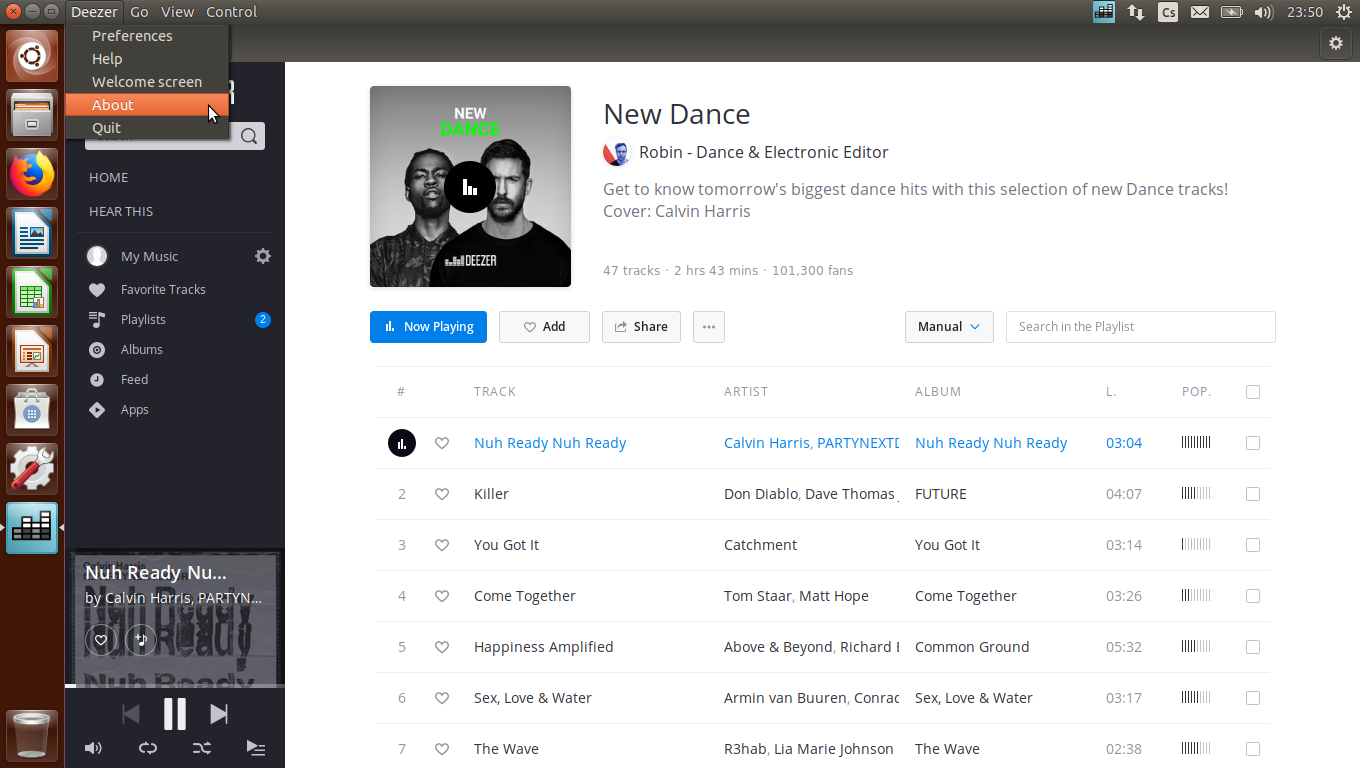 Deezer Go View Control Cs 23:50
Preferences
Help
Welcome screen
About
Quit
HOME
HEAR THIS
My Music
Favorite Tracks
Playlists 2
Albums
Feed
Apps
Nuh Ready Nu...
by Calvin Harris, PARTYN...
NEW
DANCE
DEEZER
New Dance
Robin - Dance & Electronic Editor
Get to know tomorrow's biggest dance hits with this selection of new Dance tracks!
Cover: Calvin Harris
47 tracks · 2 hrs 43 mins · 101,300 fans
Now Playing Add Share Manual Search in the Playlist
# TRACK ARTIST ALBUM L. POP.
Nuh Ready Nuh Ready Calvin Harris, PARTYNEXTD Nuh Ready Nuh Ready 03:04
2 Killer Don Diablo, Dave Thomas FUTURE 04:07
3 You Got It Catchment You Got It 03:14
4 Come Together Tom Staar, Matt Hope Come Together 03:26
5 Happiness Amplified Above & Beyond, Richard Common Ground 05:32
6 Sex, Love & Water Armin van Buuren, Conrad Sex, Love & Water 03:17
7 The Wave R3hab, Lia Marie Johnson The Wave 02:38